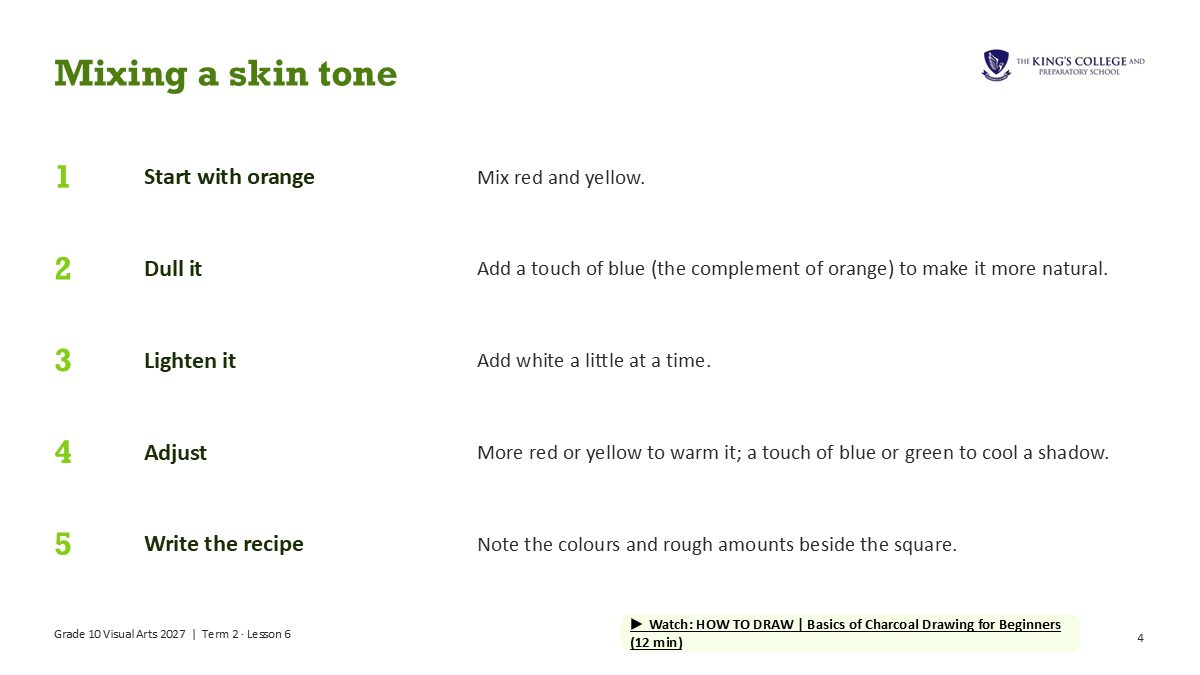 Mixing a skin tone
THE KING'S COLLEGE AND
PREPARATORY SCHOOL
1 Start with orange Mix red and yellow.
2 Dull it Add a touch of blue (the complement of orange) to make it more natural.
3 Lighten it Add white a little at a time.
4 Adjust More red or yellow to warm it; a touch of blue or green to cool a shadow.
5 Write the recipe Note the colours and rough amounts beside the square.
Grade 10 Visual Arts 2027 | Term 2 · Lesson 6
▶ Watch: HOW TO DRAW | Basics of Charcoal Drawing for Beginners
(12 min)
4